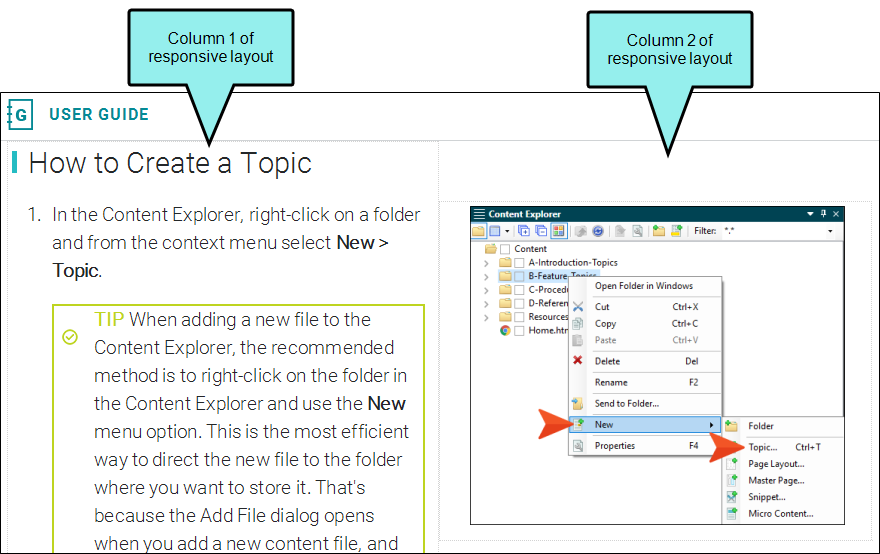 Column 1 of
responsive layout
Column 2 of
responsive layout
G
USER GUIDE
How to Create a Topic
1. In the Content Explorer, right-click on a folder
and from the context menu select New >
Topic.
TIP When adding a new file to the
Content Explorer, the recommended
method is to right-click on the folder in
the Content Explorer and use the New
menu option. This is the most efficient
way to direct the new file to the folder
where you want to store it. That's
because the Add File dialog opens
when you add a new content file, and
Content Explorer
Filter: *.*
Content
A-Introduction-Topics
B-Feature-Topics
C-Proced
D-Referen
Resources
Home.htm
Open Folder in Windows
Cut Ctrl+X
Copy Ctrl+C
Paste Ctrl+V
Delete Del
Rename F2
Send to Folder...
New
Properties F4
Folder
Topic... Ctrl+T
Page Layout...
Master Page...
Snippet...
Micro Content...